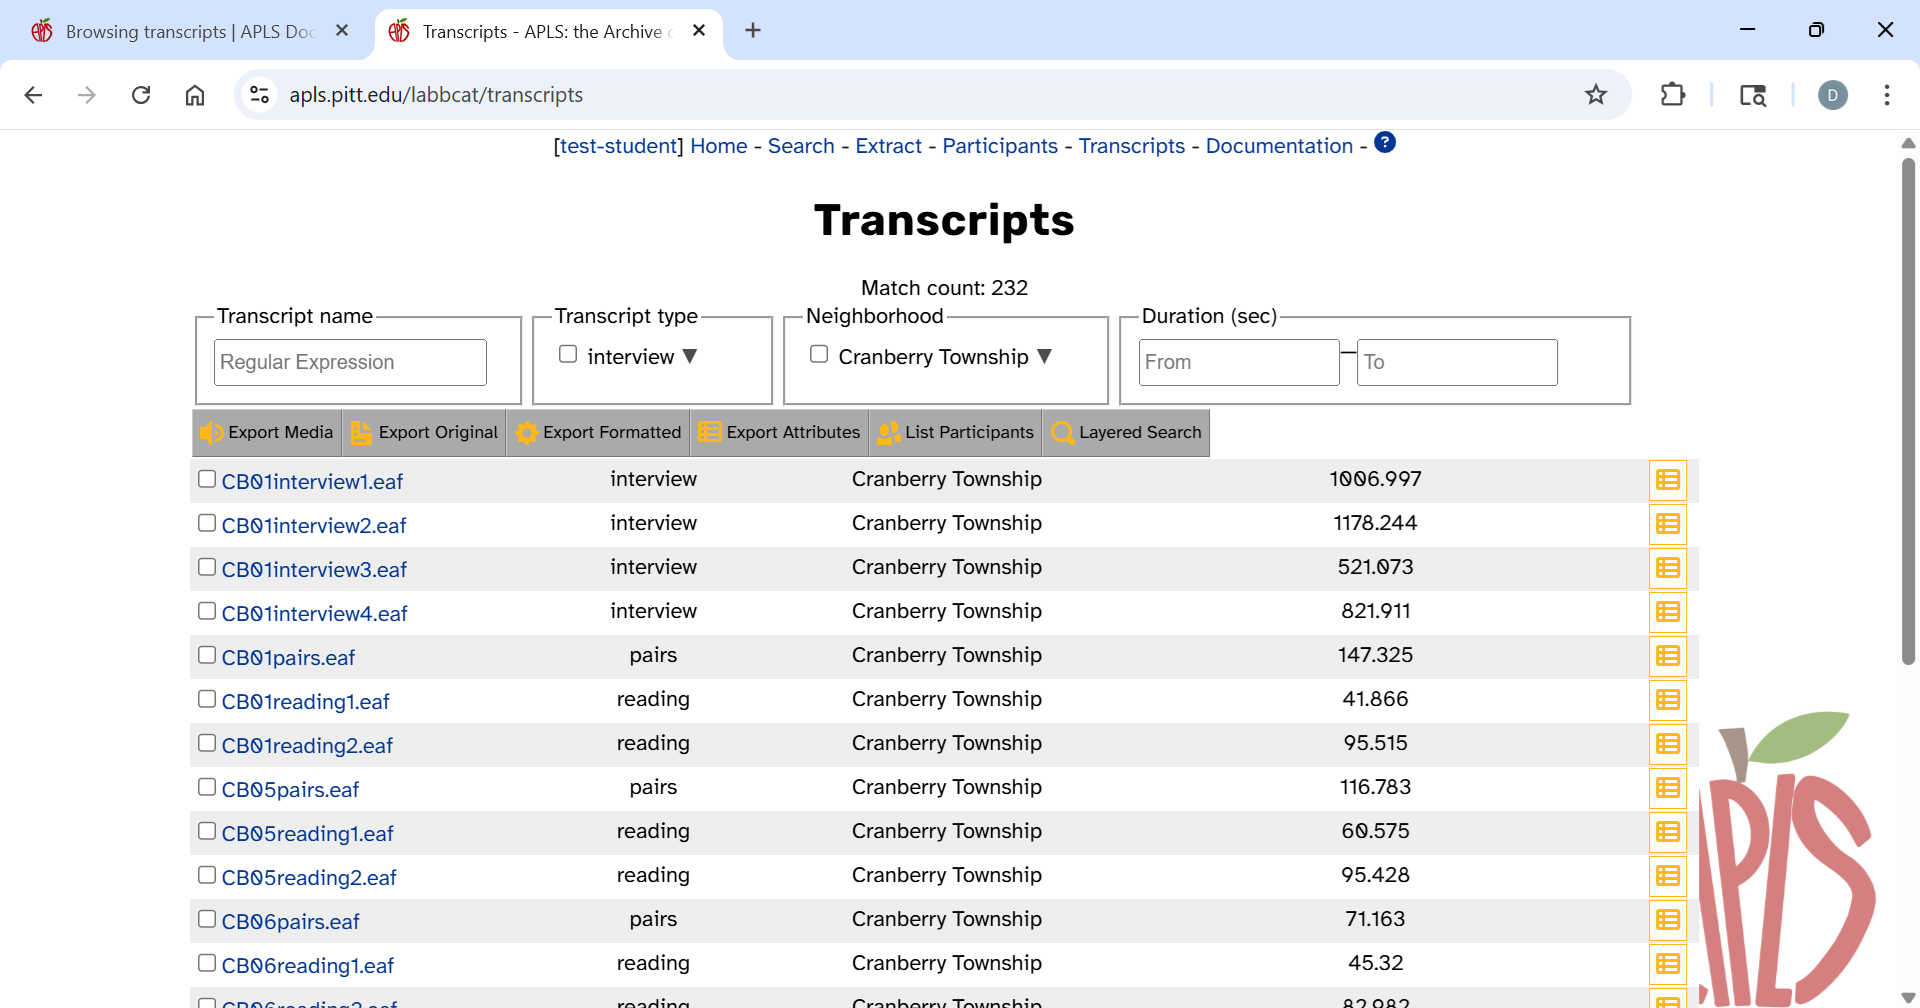 Browsing transcripts | APLS Doc
Transcripts - APLS: the Archive o
apls.pitt.edu/labbcat/transcripts
D
[test-student] Home - Search - Extract - Participants - Transcripts - Documentation - ?
Transcripts
Match count: 232
Transcript name Transcript type Neighborhood Duration (sec)
Regular Expression interview ▼ Cranberry Township ▼ From – To
Export Media Export Original Export Formatted Export Attributes List Participants Layered Search
CB01interview1.eaf interview Cranberry Township 1006.997
CB01interview2.eaf interview Cranberry Township 1178.244
CB01interview3.eaf interview Cranberry Township 521.073
CB01interview4.eaf interview Cranberry Township 821.911
CB01pairs.eaf pairs Cranberry Township 147.325
CB01reading1.eaf reading Cranberry Township 41.866
CB01reading2.eaf reading Cranberry Township 95.515
CB05pairs.eaf pairs Cranberry Township 116.783
CB05reading1.eaf reading Cranberry Township 60.575
CB05reading2.eaf reading Cranberry Township 95.428
CB06pairs.eaf pairs Cranberry Township 71.163
CB06reading1.eaf reading Cranberry Township 45.32
CB06reading2.eaf reading Cranberry Township 82.982
APLS